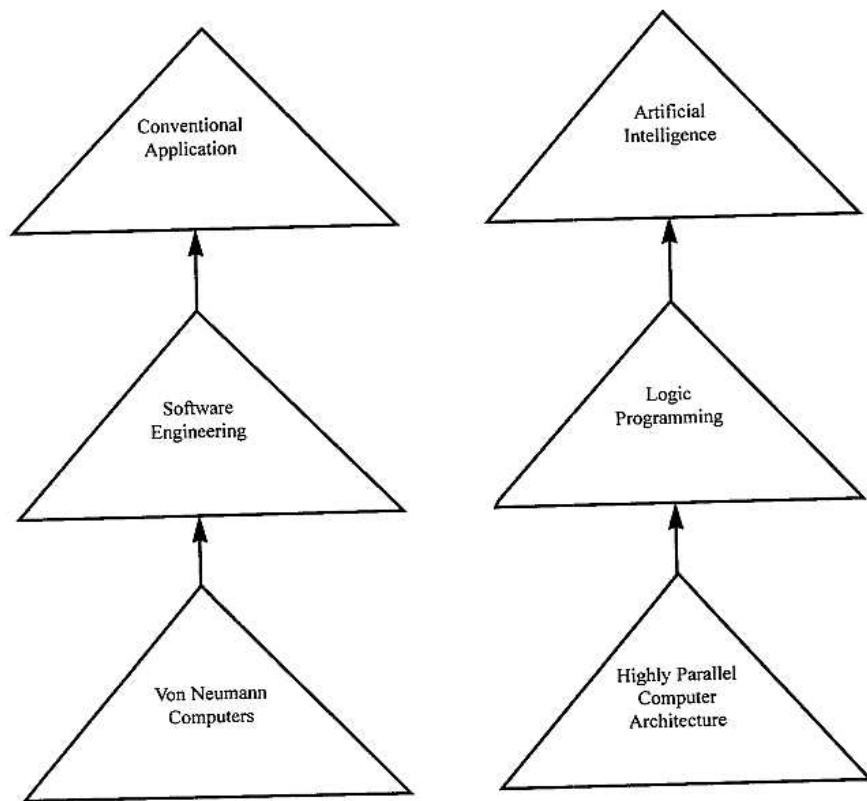 Conventional
Application
Artificial
Intelligence
Software
Engineering
Logic
Programming
Von Neumann
Computers
Highly Parallel
Computer
Architecture